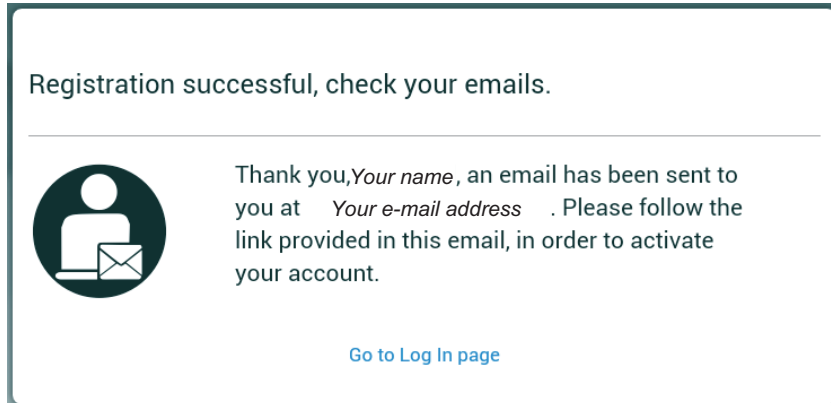 Registration successful, check your emails.
Thank you,Your name, an email has been sent to
you at Your e-mail address . Please follow the
link provided in this email, in order to activate
your account.
Go to Log In page